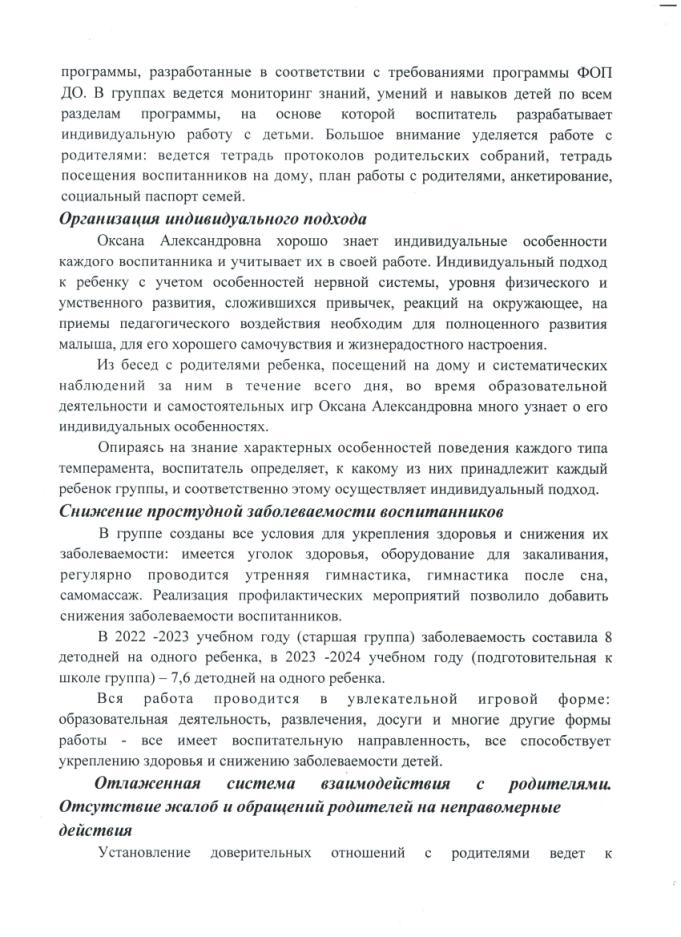 программы, разработанные в соответствии с требованиями программы ФОП
ДО. В группах ведется мониторинг знаний, умений и навыков детей по всем
разделам программы, на основе которой воспитатель разрабатывает
индивидуальную работу с детьми. Большое внимание уделяется работе с
родителями: ведется тетрадь протоколов родительских собраний, тетрадь
посещения воспитанников на дому, план работы с родителями, анкетирование,
социальный паспорт семей.
Организация индивидуального подхода
Оксана Александровна хорошо знает индивидуальные особенности
каждого воспитанника и учитывает их в своей работе. Индивидуальный подход
к ребенку с учетом особенностей нервной системы, уровня физического и
умственного развития, сложившихся привычек, реакций на окружающее, на
приемы педагогического воздействия необходим для полноценного развития
малыша, для его хорошего самочувствия и жизнерадостного настроения.
Из бесед с родителями ребенка, посещений на дому и систематических
наблюдений за ним в течение всего дня, во время образовательной
деятельности и самостоятельных игр Оксана Александровна много узнает о его
индивидуальных особенностях.
Опираясь на знание характерных особенностей поведения каждого типа
темперамента, воспитатель определяет, к какому из них принадлежит каждый
ребенок группы, и соответственно этому осуществляет индивидуальный подход.
Снижение простудной заболеваемости воспитанников
В группе созданы все условия для укрепления здоровья и снижения их
заболеваемости: имеется уголок здоровья, оборудование для закаливания,
регулярно проводится утренняя гимнастика, гимнастика после сна,
самомассаж. Реализация профилактических мероприятий позволило добавить
снижения заболеваемости воспитанников.
В 2022 -2023 учебном году (старшая группа) заболеваемость составила 8
детодней на одного ребенка, в 2023 -2024 учебном году (подготовительная к
школе группа) – 7,6 детодней на одного ребенка.
Вся работа проводится в увлекательной игровой форме:
образовательная деятельность, развлечения, досуги и многие другие формы
работы - все имеет воспитательную направленность, все способствует
укреплению здоровья и снижению заболеваемости детей.
Отлаженная система взаимодействия с родителями.
Отсутствие жалоб и обращений родителей на неправомерные
действия
Установление доверительных отношений с родителями ведет к